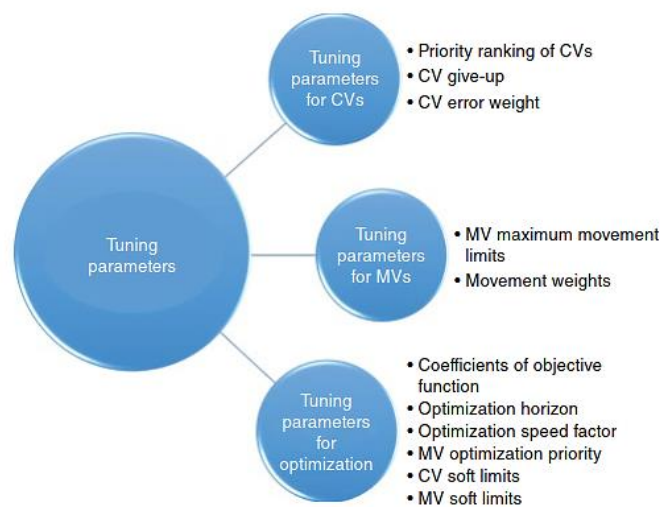 Tuning
parameters
Tuning
parameters
for CVs
• Priority ranking of CVs
• CV give-up
• CV error weight
Tuning
parameters
for MVs
• MV maximum movement
limits
• Movement weights
Tuning
parameters
for
optimization
• Coefficients of objective
function
• Optimization horizon
• Optimization speed factor
• MV optimization priority
• CV soft limits
• MV soft limits